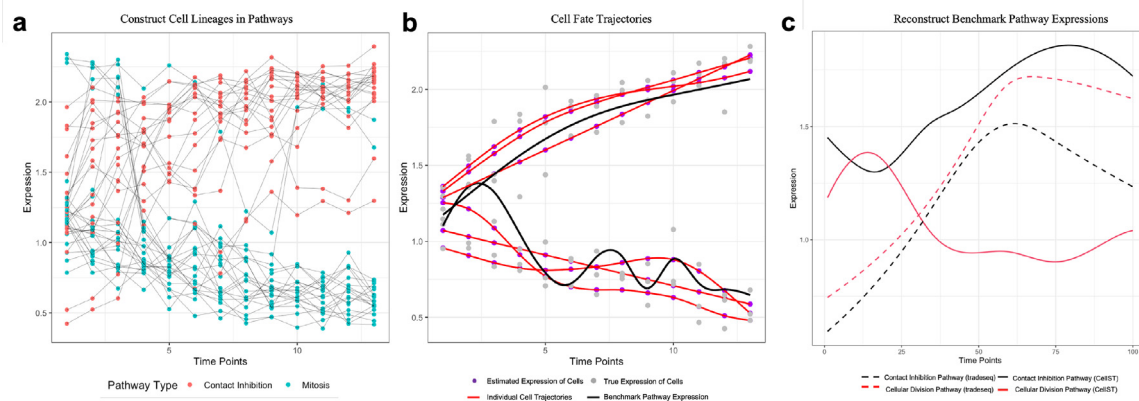 a
Construct Cell Lineages in Pathways
Exrpession
2.0
1.5
1.0
0.5
5
10
Time Points
Pathway Type
Contact Inhibition
Mitosis
b
Cell Fate Trajectories
Expression
2.0
1.5
1.0
0.5
5
10
Time Points
Estimated Expression of Cells
True Expression of Cells
Individual Cell Trajectories
Benchmark Pathway Expression
c
Reconstruct Benchmark Pathway Expressions
Expression
1.5
1.0
0
25
50
75
100
Time Points
Contact Inhibition Pathway (tradeseq)
Contact Inhibition Pathway (CellST)
Cellular Division Pathway (tradeseq)
Cellular Division Pathway (CellST)